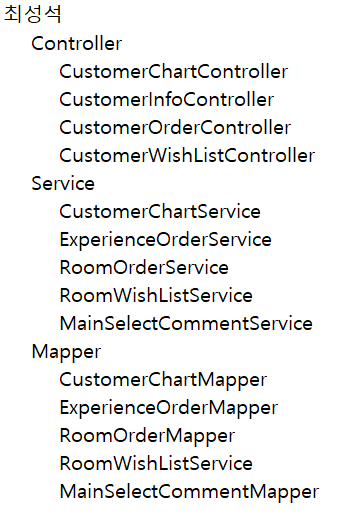 최성석
Controller
CustomerChartController
CustomerInfoController
CustomerOrderController
CustomerWishListController
Service
CustomerChartService
ExperienceOrderService
RoomOrderService
RoomWishListService
MainSelectCommentService
Mapper
CustomerChartMapper
ExperienceOrderMapper
RoomOrderMapper
RoomWishListService
MainSelectCommentMapper